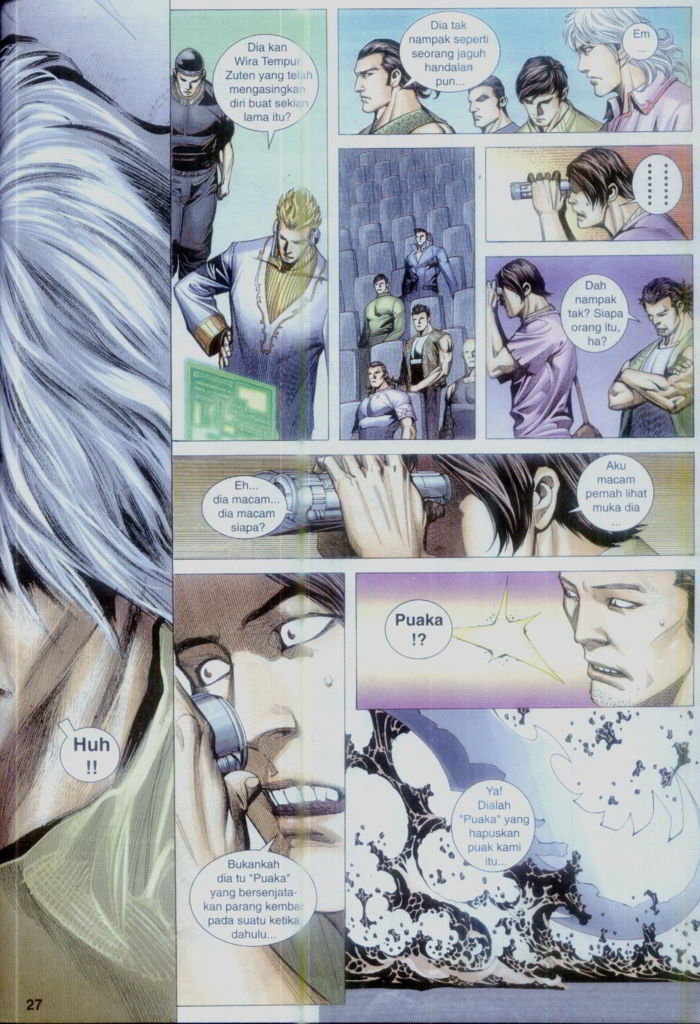 Dia kan
Wira Tempur
Zuten yang telah
mengasingkan
diri buat sekian
lama itu?
Dia tak
nampak seperti
seorang jaguh
handalan
pun...
Em
...
Dah
nampak
tak? Siapa
orang itu,
ha?
Eh...
dia macam...
dia macam
siapa?
Aku
macam
pernah lihat
muka dia
...
Huh
!!
Bukankah
dia tu "Puaka"
yang bersenjata-
kan parang kembar
pada suatu ketika
dahulu...
Puaka
!?
Ya!
Dialah
"Puaka" yang
hapuskan
puak kami
itu...
27